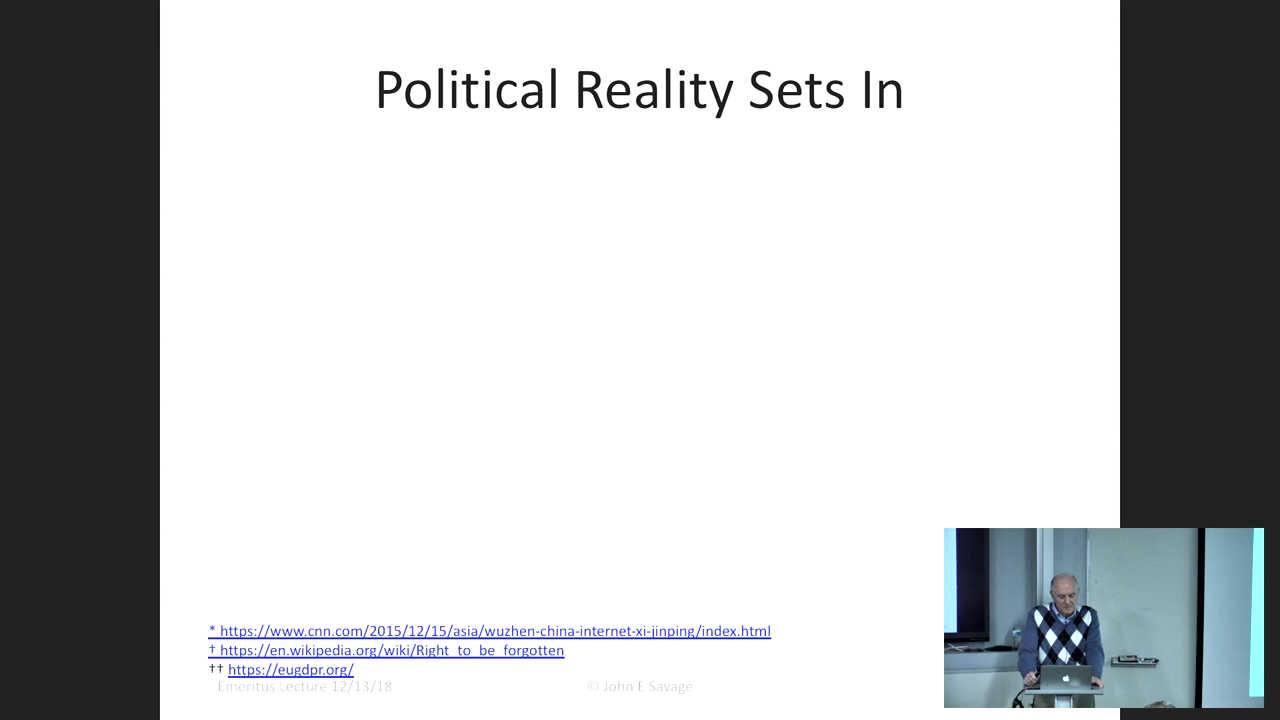 Political Reality Sets In
* https://www.cnn.com/2015/12/15/asia/wuzhen-china-internet-xi-jinping/index.html
† https://en.wikipedia.org/wiki/Right_to_be_forgotten
†† https://eugdpr.org/
Emeritus Lecture 12/13/18 © John E Savage